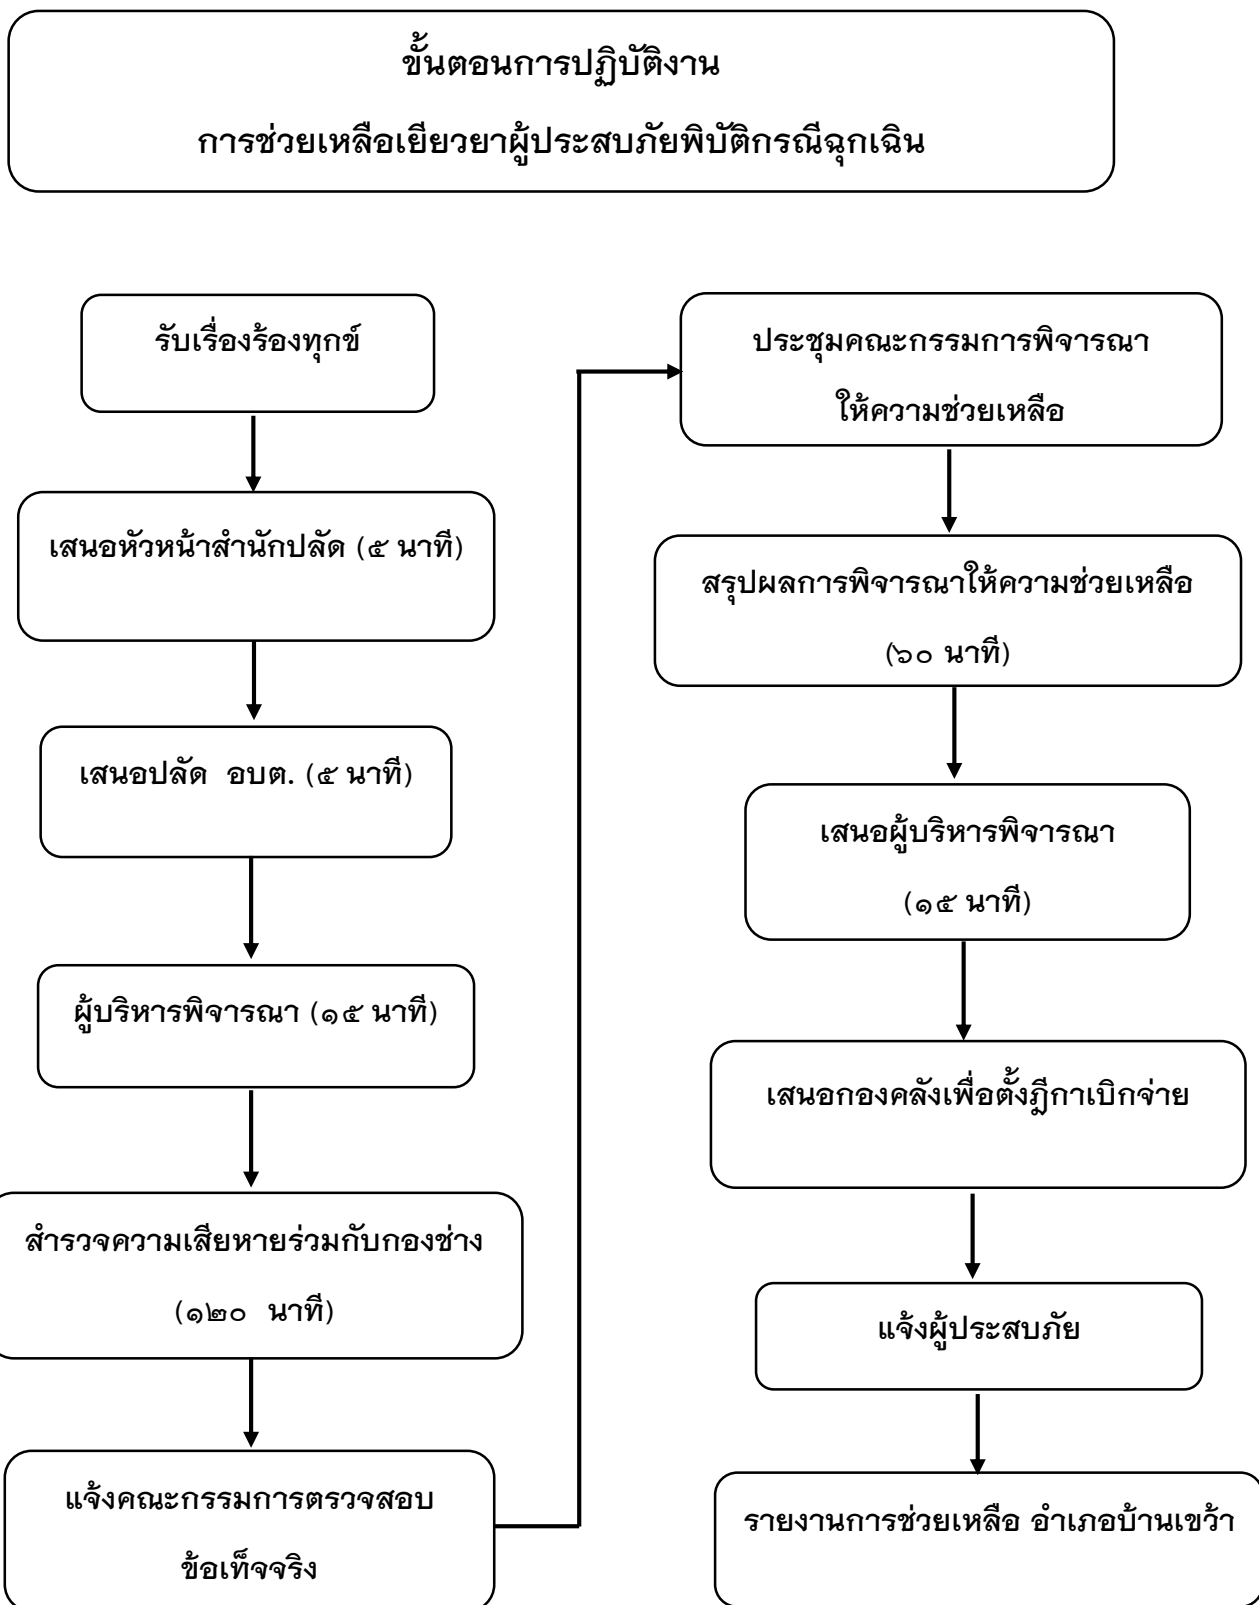 ขั้นตอนการปฏิบัติงาน
การช่วยเหลือเยียวยาผู้ประสบภัยพิบัติกรณีฉุกเฉิน
รับเรื่องร้องทุกข์
เสนอหัวหน้าสำนักปลัด (๕ นาที)
เสนอปลัด อบต. (๕ นาที)
ผู้บริหารพิจารณา (๑๕ นาที)
สำรวจความเสียหายร่วมกับกองช่าง
(๑๒๐ นาที)
แจ้งคณะกรรมการตรวจสอบ
ข้อเท็จจริง
ประชุมคณะกรรมการพิจารณา
ให้ความช่วยเหลือ
สรุปผลการพิจารณาให้ความช่วยเหลือ
(๖๐ นาที)
เสนอผู้บริหารพิจารณา
(๑๕ นาที)
เสนอกองคลังเพื่อตั้งฎีกาเบิกจ่าย
แจ้งผู้ประสบภัย
รายงานการช่วยเหลือ อำเภอบ้านเขว้า